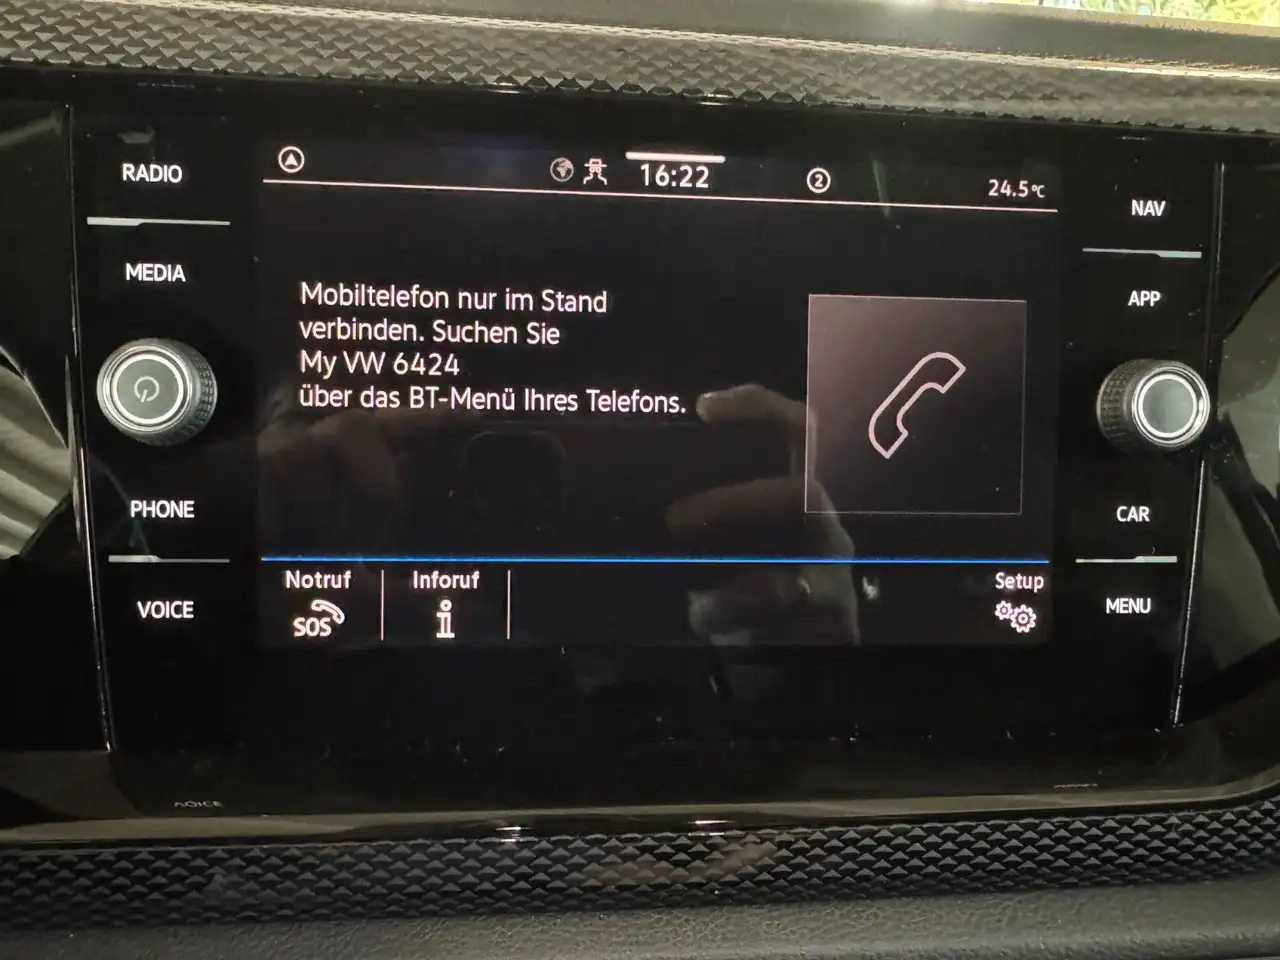 RADIO
MEDIA
PHONE
VOICE
16:22
2
24.5°C
Mobiltelefon nur im Stand
verbinden. Suchen Sie
My VW 6424
über das BT-Menü Ihres Telefons.
Notruf
SOS
Inforuf
i
Setup
NAV
APP
CAR
MENU